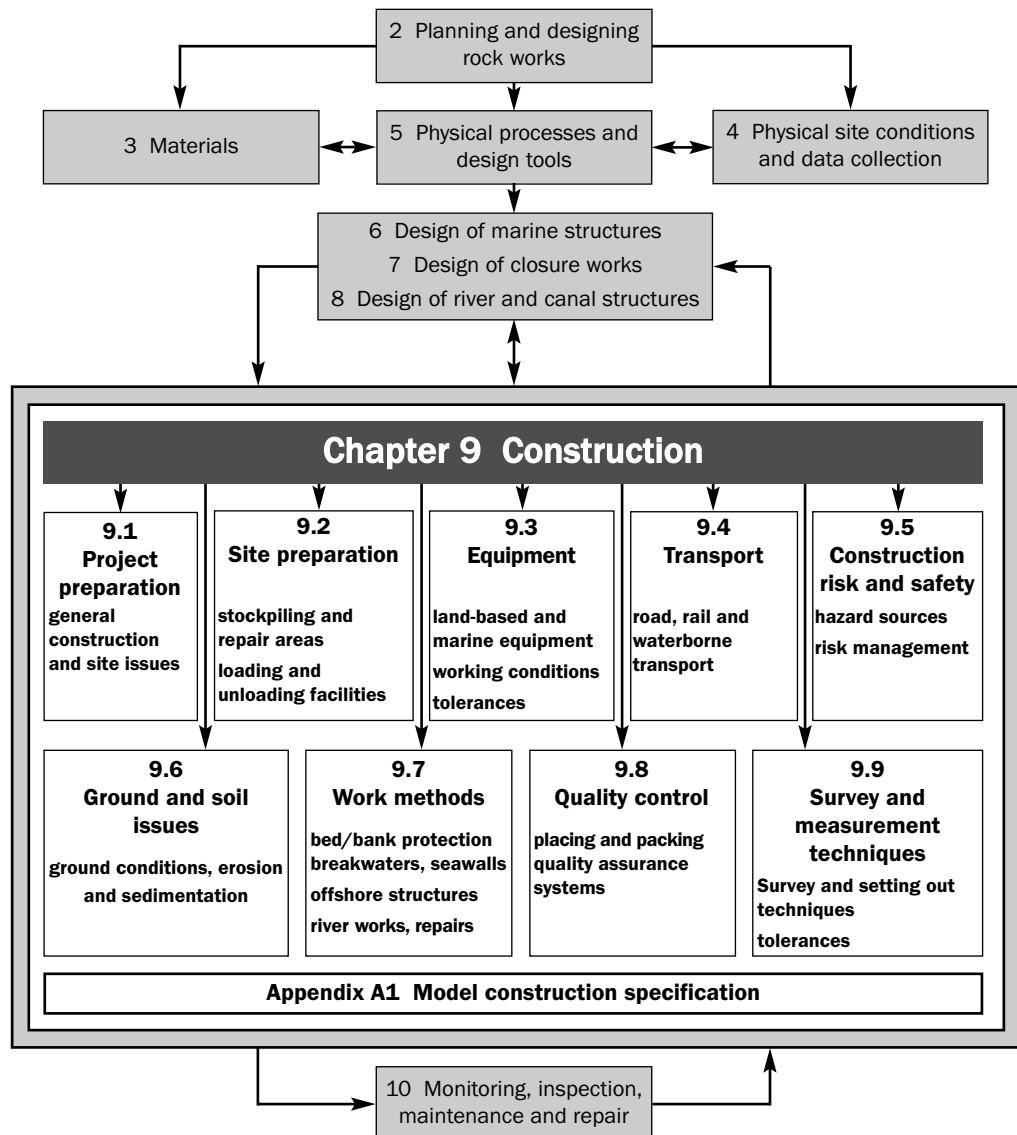 2 Planning and designing
rock works
3 Materials
5 Physical processes and
design tools
4 Physical site conditions
and data collection
6 Design of marine structures
7 Design of closure works
8 Design of river and canal structures
Chapter 9 Construction
9.1
Project
preparation
general
construction
and site issues
9.2
Site preparation
stockpiling and
repair areas
loading and
unloading facilities
9.3
Equipment
land-based and
marine equipment
working conditions
tolerances
9.4
Transport
road, rail and
waterborne
transport
9.5
Construction
risk and safety
hazard sources
risk management
9.6
Ground and soil
issues
ground conditions, erosion
and sedimentation
9.7
Work methods
bed/bank protection
breakwaters, seawalls
offshore structures
river works, repairs
9.8
Quality control
placing and packing
quality assurance
systems
9.9
Survey and
measurement
techniques
Survey and setting out
techniques
tolerances
Appendix A1 Model construction specification
10 Monitoring, inspection,
maintenance and repair